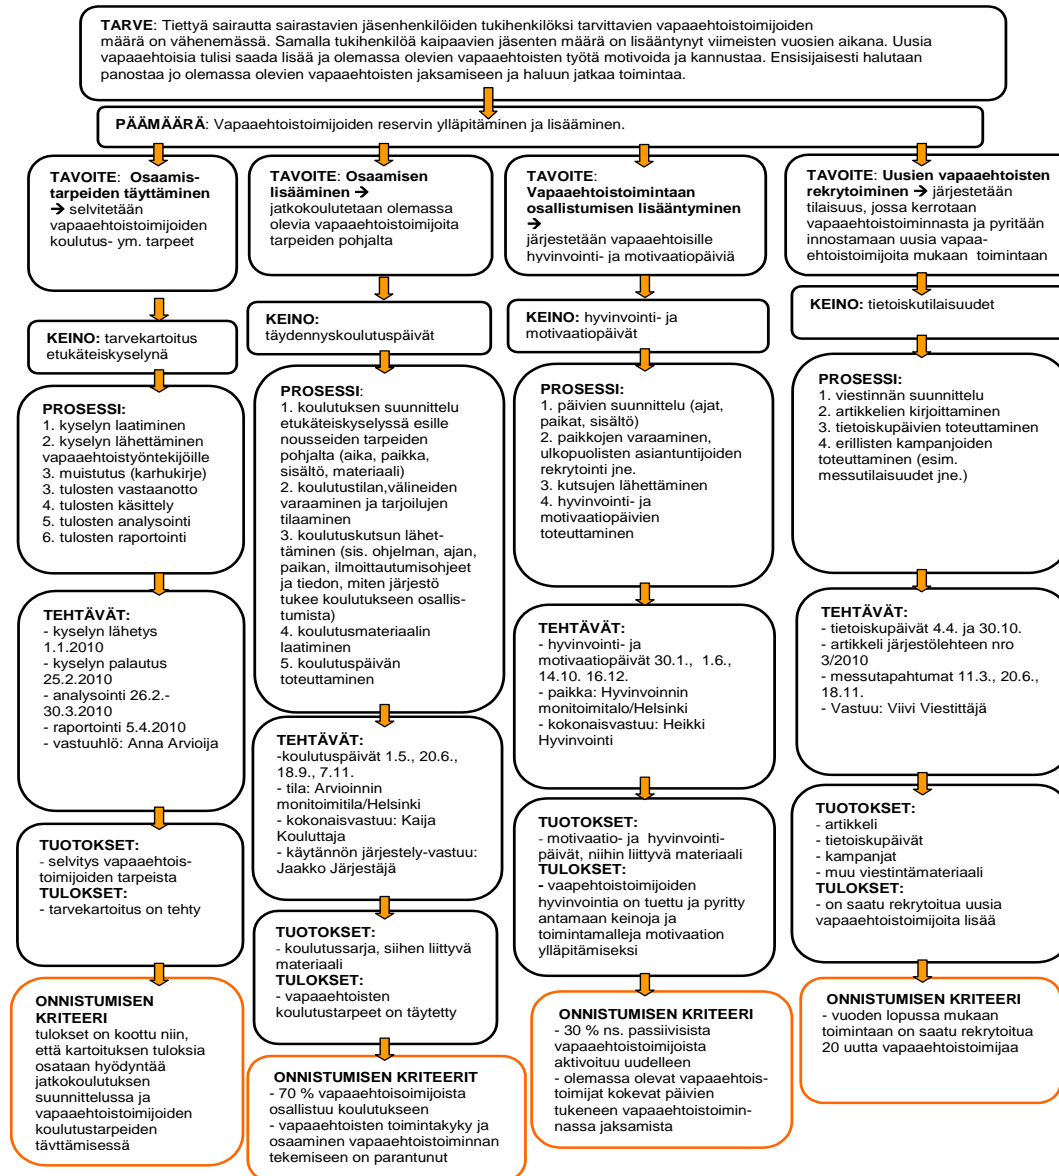 TARVE: Tiettyä sairautta sairastavien jäsenhenkilöiden tukihenkilöksi tarvittavien vapaaehtoistoimijoiden
määrä on vähenemässä. Samalla tukihenkilöä kaipaavien jäsenten määrä on lisääntynyt viimeisten vuosien aikana. Uusia
vapaaehtoisia tulisi saada lisää ja olemassa olevien vapaaehtoisten työtä motivoida ja kannustaa. Ensisijaisesti halutaan
panostaa jo olemassa olevien vapaaehtoisten jaksamiseen ja haluun jatkaa toimintaa.
PÄÄMÄÄRÄ: Vapaaehtoistoimijoiden reservin ylläpitäminen ja lisääminen.
TAVOITE: Osaamis-
tarpeiden täyttäminen
→ selvitetään
vapaaehtoistoimijoiden
koulutus- ym. tarpeet
KEINO: tarvekartoitus
etukäteiskyselynä
PROSESSI:
1. kyselyn laatiminen
2. kyselyn lähettäminen
vapaaehtoistyöntekijöille
3. muistutus (karhukirje)
3. tulosten vastaanotto
4. tulosten käsittely
5. tulosten analysointi
6. tulosten raportointi
TEHTÄVÄT:
- kyselyn lähetys
1.1.2010
- kyselyn palautus
25.2.2010
- analysointi 26.2.-
30.3.2010
- raportointi 5.4.2010
- vastuuhlö: Anna Arvioija
TUOTOKSET:
- selvitys vapaaehtois-
toimijoiden tarpeista
TULOKSET:
- tarvekartoitus on tehty
ONNISTUMISEN
KRITEERI
tulokset on koottu niin,
että kartoituksen tuloksia
osataan hyödyntää
jatkokoulutuksen
suunnittelussa ja
vapaaehtoistoimijoiden
koulutustarpeiden
täyttämisessä
TAVOITE: Osaamisen
lisääminen →
jatkokoulutetaan olemassa
olevia vapaaehtoistoimijoita
tarpeiden pohjalta
KEINO:
täydennyskoulutuspäivät
PROSESSI:
1. koulutuksen suunnittelu
etukäteiskyselyssä esille
nousseiden tarpeiden
pohjalta (aika, paikka,
sisältö, materiaali)
2. koulutustilan,välineiden
varaaminen ja tarjoilujen
tilaaminen
3. koulutuskutsun lähet-
täminen (sis. ohjelman, ajan,
paikan, ilmoittautumisohjeet
ja tiedon, miten järjestö
tukee koulutukseen osallis-
tumista)
4. koulutusmateriaalin
laatiminen
5. koulutuspäivän
toteuttaminen
TEHTÄVÄT:
-koulutuspäivät 1.5., 20.6.,
18.9., 7.11.
- tila: Arvioinnin
monitoimitila/Helsinki
- kokonaisvastuu: Kaija
Kouluttaja
- käytännön järjestely-vastuu:
Jaakko Järjestäjä
TUOTOKSET:
- koulutussarja, siihen liittyvä
materiaali
TULOKSET:
- vapaaehtoisten
koulutustarpeet on täytetty
ONNISTUMISEN KRITEERIT
- 70 % vapaaehtoisoimijoista
osallistuu koulutukseen
- vapaaehtoisten toimintakyky ja
osaaminen vapaaehtoistoiminnan
tekemiseen on parantunut
TAVOITE:
Vapaaehtoistoimintaan
osallistumisen lisääntyminen
→
järjestetään vapaaehtoisille
hyvinvointi- ja motivaatiopäiviä
KEINO: hyvinvointi- ja
motivaatiopäivät
PROSESSI:
1. päivien suunnittelu (ajat,
paikat, sisältö)
2. paikkojen varaaminen,
ulkopuolisten asiantuntijoiden
rekrytointi jne.
3. kutsujen lähettäminen
4. hyvinvointi- ja
motivaatiopäivien
toteuttaminen
TEHTÄVÄT:
- hyvinvointi- ja
motivaatiopäivät 30.1., 1.6.,
14.10. 16.12.
- paikka: Hyvinvoinnin
monitoimitalo/Helsinki
- kokonaisvastuu: Heikki
Hyvinvointi
TUOTOKSET:
- motivaatio- ja hyvinvointi-
päivät, niihin liittyvä materiaali
TULOKSET:
- vaapehtoistoimijoiden
hyvinvointia on tuettu ja pyritty
antamaan keinoja ja
toimintamalleja motivaation
ylläpitämiseksi
ONNISTUMISEN KRITEERI
- 30 % ns. passiivisista
vapaaehtoistoimijoista
aktivoituu uudelleen
- olemassa olevat vapaaehtois-
toimijat kokevat päivien
tukeneen vapaaehtoistoimin-
nassa jaksamista
TAVOITE: Uusien vapaaehtoisten
rekrytoiminen → järjestetään
tilaisuus, jossa kerrotaan
vapaaehtoistoiminnasta ja pyritään
innostamaan uusia vapaa-
ehtoistoimijoita mukaan toimintaan
KEINO: tietoiskutilaisuudet
PROSESSI:
1. viestinnän suunnittelu
2. artikkelien kirjoittaminen
3. tietoiskupäivien toteuttaminen
4. erillisten kampanjoiden
toteuttaminen (esim.
messutilaisuudet jne.)
TEHTÄVÄT:
- tietoiskupäivät 4.4. ja 30.10.
- artikkeli järjestölehteen nro
3/2010
- messutapahtumat 11.3., 20.6.,
18.11.
- Vastuu: Viivi Viestittäjä
TUOTOKSET:
- artikkeli
- tietoiskupäivät
- kampanjat
- muu viestintämateriaali
TULOKSET:
- on saatu rekrytoitua uusia
vapaaehtoistoimijoita lisää
ONNISTUMISEN KRITEERI
- vuoden lopussa mukaan
toimintaan on saatu rekrytoitua
20 uutta vapaaehtoistoimijaa